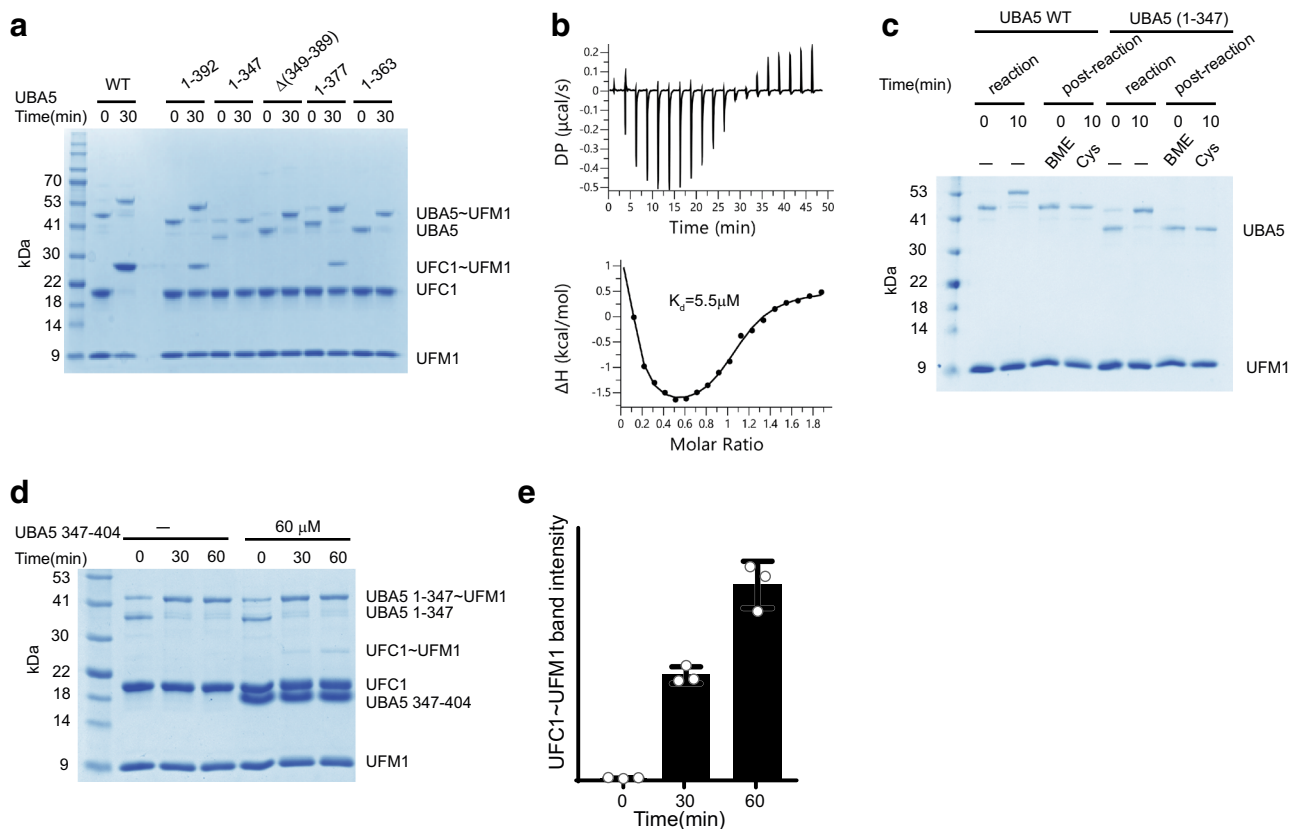 a
UBA5
WT
1-392
1-347
Δ(349-389)
1-377
1-363
Time(min) 0 30 0 30 0 30 0 30 0 30 0 30
kDa
70
53
41
30
22
18
14
9
UBA5~UFM1
UBA5
UFC1~UFM1
UFC1
UFM1
b
DP (µcal/s)
0.2
0.1
0
-0.1
-0.2
-0.3
-0.4
-0.5
0 5 10 15 20 25 30 35 40 45 50
Time (min)
ΔH (kcal/mol)
0.5
0
-0.5
-1
-1.5
Kd=5.5µM
0 0.2 0.4 0.6 0.8 1 1.2 1.4 1.6 1.8
Molar Ratio
c
UBA5 WT UBA5 (1-347)
reaction post-reaction reaction post-reaction
Time(min)
0 10 0 10 0 10 0 10
— — BME Cys — — BME Cys
kDa
53
41
30
22
18
14
9
UBA5
UFM1
d
UBA5 347-404 — 60 µM
Time(min) 0 30 60 0 30 60
kDa
53
41
30
22
18
14
9
UBA5 1-347~UFM1
UBA5 1-347
UFC1~UFM1
UFC1
UBA5 347-404
UFM1
e
UFC1~UFM1 band intensity
0 30 60
Time(min)